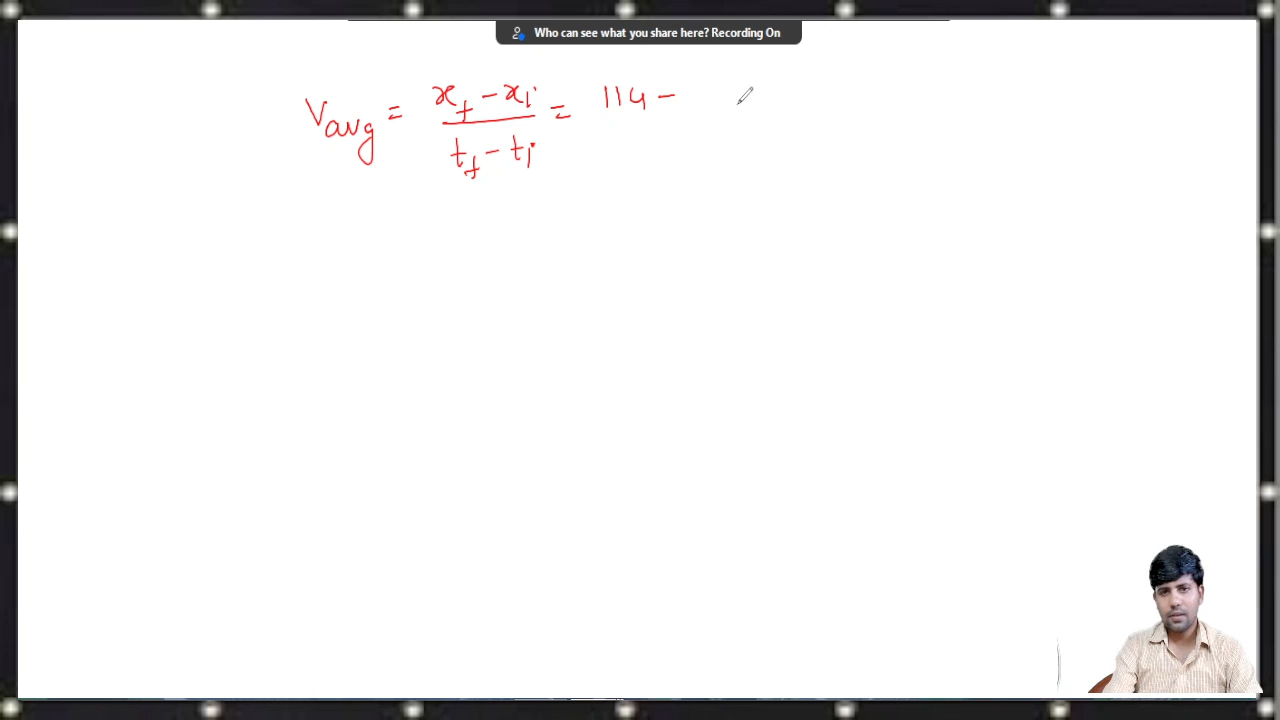 Who can see what you share here? Recording On
Vavg = (xf - xi)/(tf - ti) = 114 -